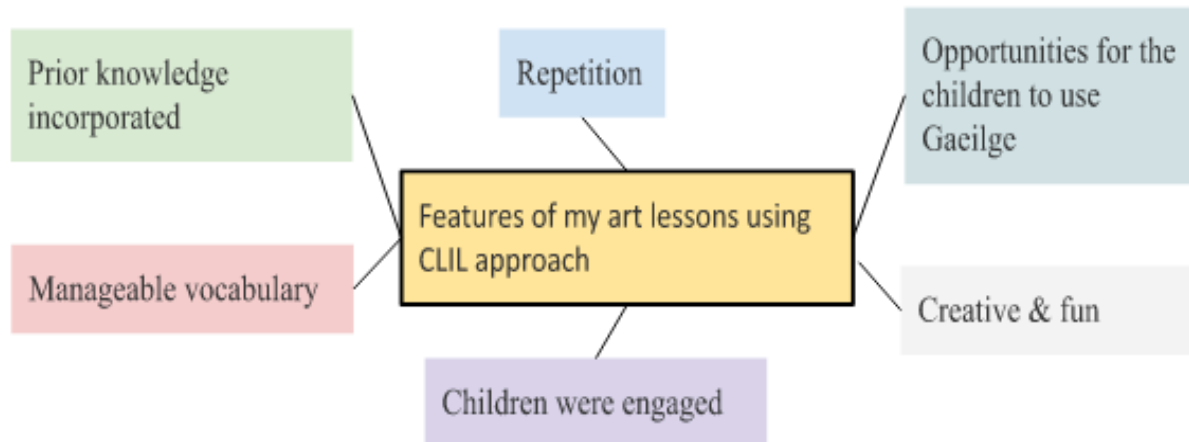 Prior knowledge
incorporated
Repetition
Opportunities for the
children to use
Gaeilge
Features of my art lessons using
CLIL approach
Manageable vocabulary
Creative & fun
Children were engaged